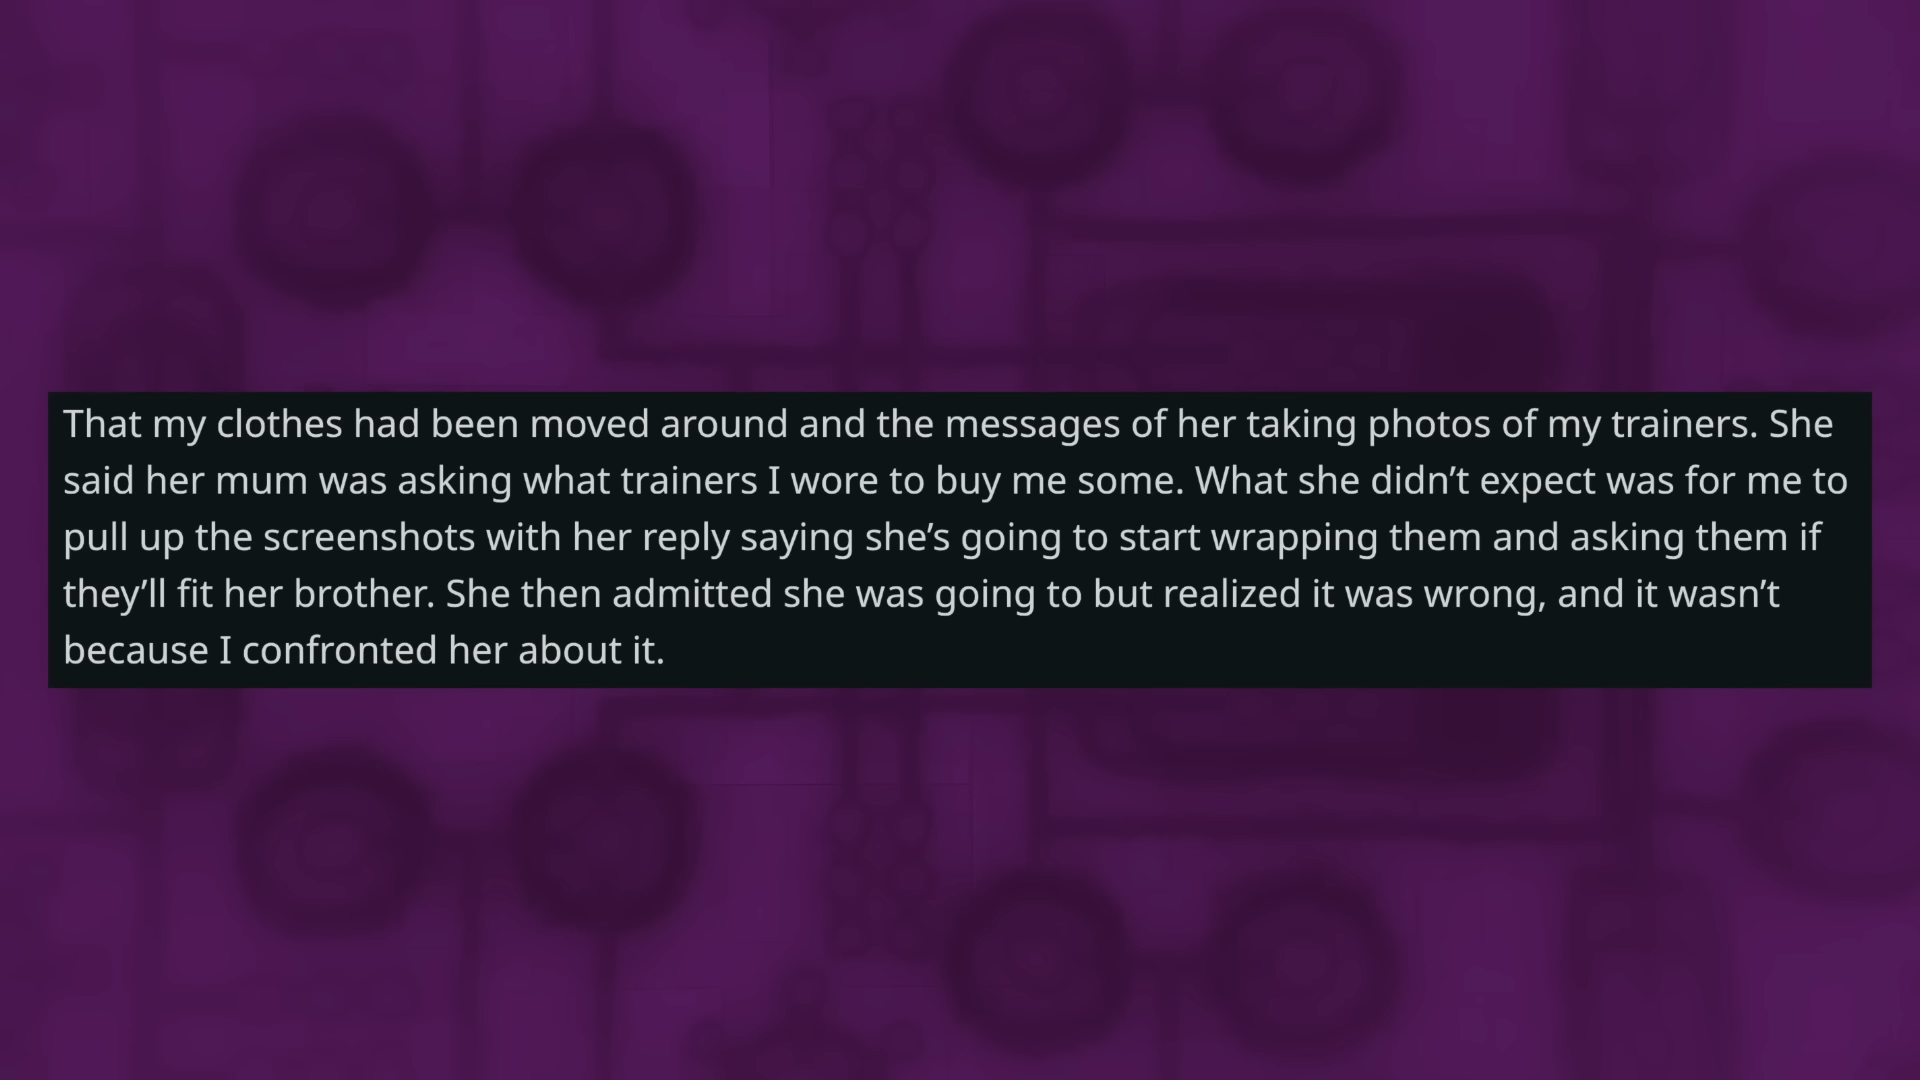 That my clothes had been moved around and the messages of her taking photos of my trainers. She
said her mum was asking what trainers I wore to buy me some. What she didn’t expect was for me to
pull up the screenshots with her reply saying she’s going to start wrapping them and asking them if
they’ll fit her brother. She then admitted she was going to but realized it was wrong, and it wasn’t
because I confronted her about it.